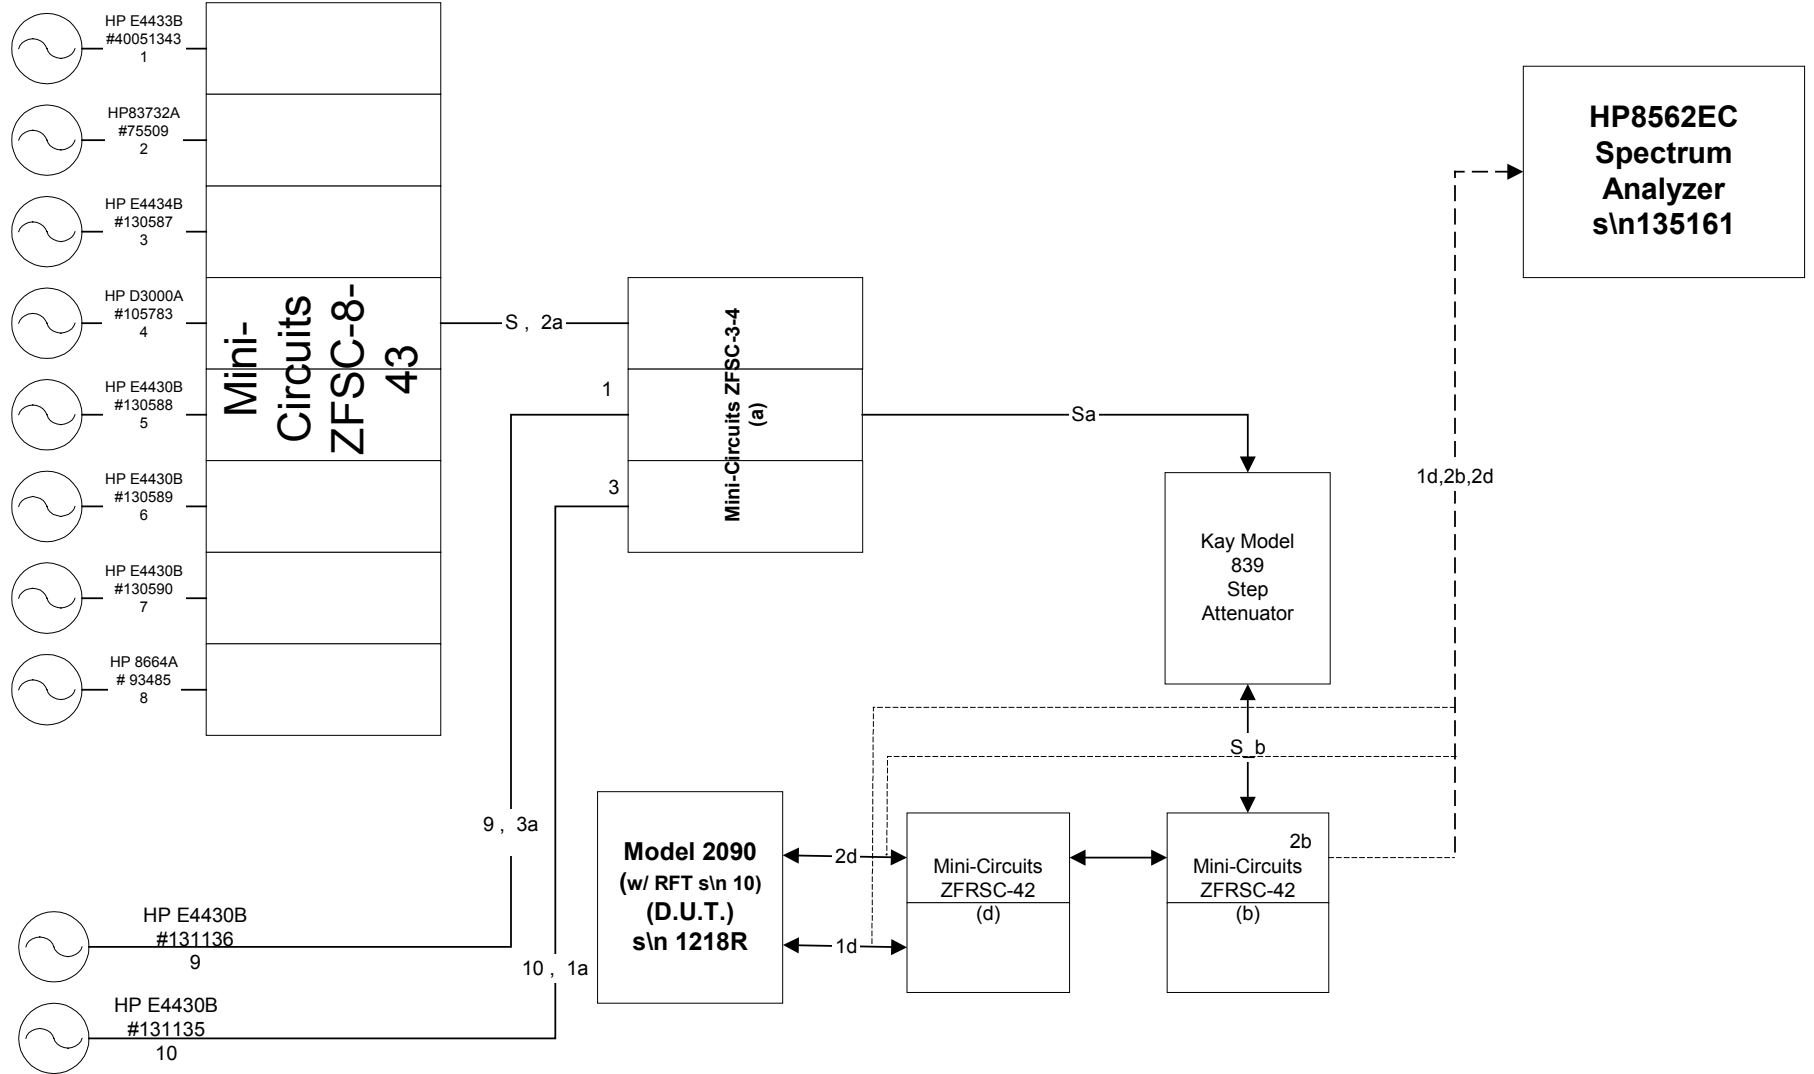 HP E4433B
#40051343
1
HP83732A
#75509
2
HP E4434B
#130587
3
HP D3000A
#105783
4
HP E4430B
#130588
5
HP E4430B
#130589
6
HP E4430B
#130590
7
HP 8664A
# 93485
8
Mini-
Circuits
ZFSC-8-
43
S , 2a
1
3
Mini-Circuits ZFSC-3-4
(a)
Sa
HP8562EC
Spectrum
Analyzer
s\n135161
1d,2b,2d
Kay Model
839
Step
Attenuator
S_b
9 , 3a
10 , 1a
HP E4430B
#131136
9
HP E4430B
#131135
10
Model 2090
(w/ RFT s\n 10)
(D.U.T.)
s\n 1218R
2d
1d
Mini-Circuits
ZFRSC-42
(d)
2b
Mini-Circuits
ZFRSC-42
(b)